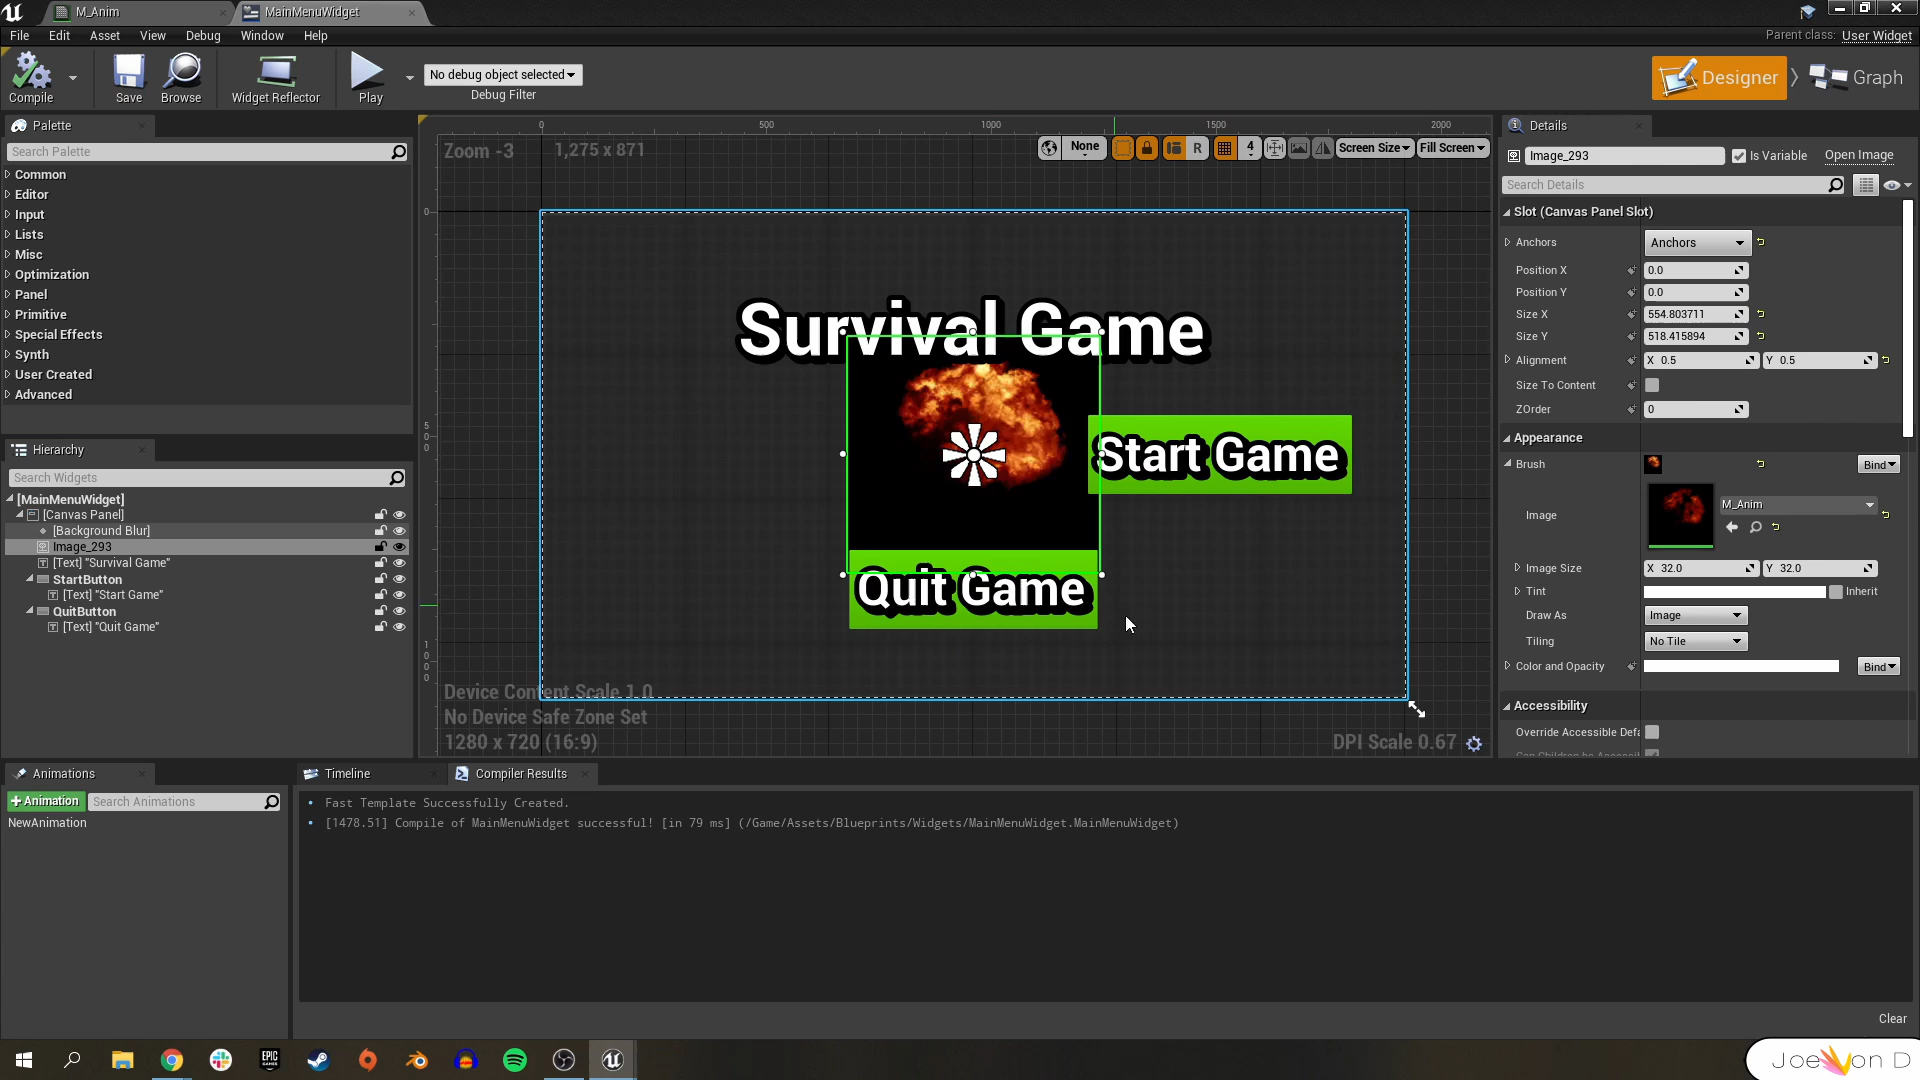 M_Anim
MainMenuWidget
File Edit Asset View Debug Window Help
Parent class: User Widget
Compile
Save
Browse
Widget Reflector
Play
No debug object selected
Debug Filter
Designer
Graph
Palette
Search Palette
Common
Editor
Input
Lists
Misc
Optimization
Panel
Primitive
Special Effects
Synth
User Created
Advanced
Hierarchy
Search Widgets
[MainMenuWidget]
[Canvas Panel]
[Background Blur]
Image_293
[Text] "Survival Game"
StartButton
[Text] "Start Game"
QuitButton
[Text] "Quit Game"
0 500 1000 1500 2000
Zoom -3
1,275 x 871
None
R
4
Screen Size
Fill Screen
0
500
1000
Survival Game
Start Game
Quit Game
Device Content Scale 1.0
No Device Safe Zone Set
1280 x 720 (16:9)
DPI Scale 0.67
Details
Image_293
Is Variable
Open Image
Search Details
Slot (Canvas Panel Slot)
Anchors Anchors
Position X 0.0
Position Y 0.0
Size X 554.803711
Size Y 518.415894
Alignment X 0.5 Y 0.5
Size To Content
ZOrder 0
Appearance
Brush Bind
Image M_Anim
Image Size X 32.0 Y 32.0
Tint Inherit
Draw As Image
Tiling No Tile
Color and Opacity Bind
Accessibility
Override Accessible Defa
Animations
+Animation
Search Animations
NewAnimation
Timeline
Compiler Results
Fast Template Successfully Created.
[1478.51] Compile of MainMenuWidget successful! [in 79 ms] (/Game/Assets/Blueprints/Widgets/MainMenuWidget.MainMenuWidget)
Clear
EPIC GAMES
Joe Von D